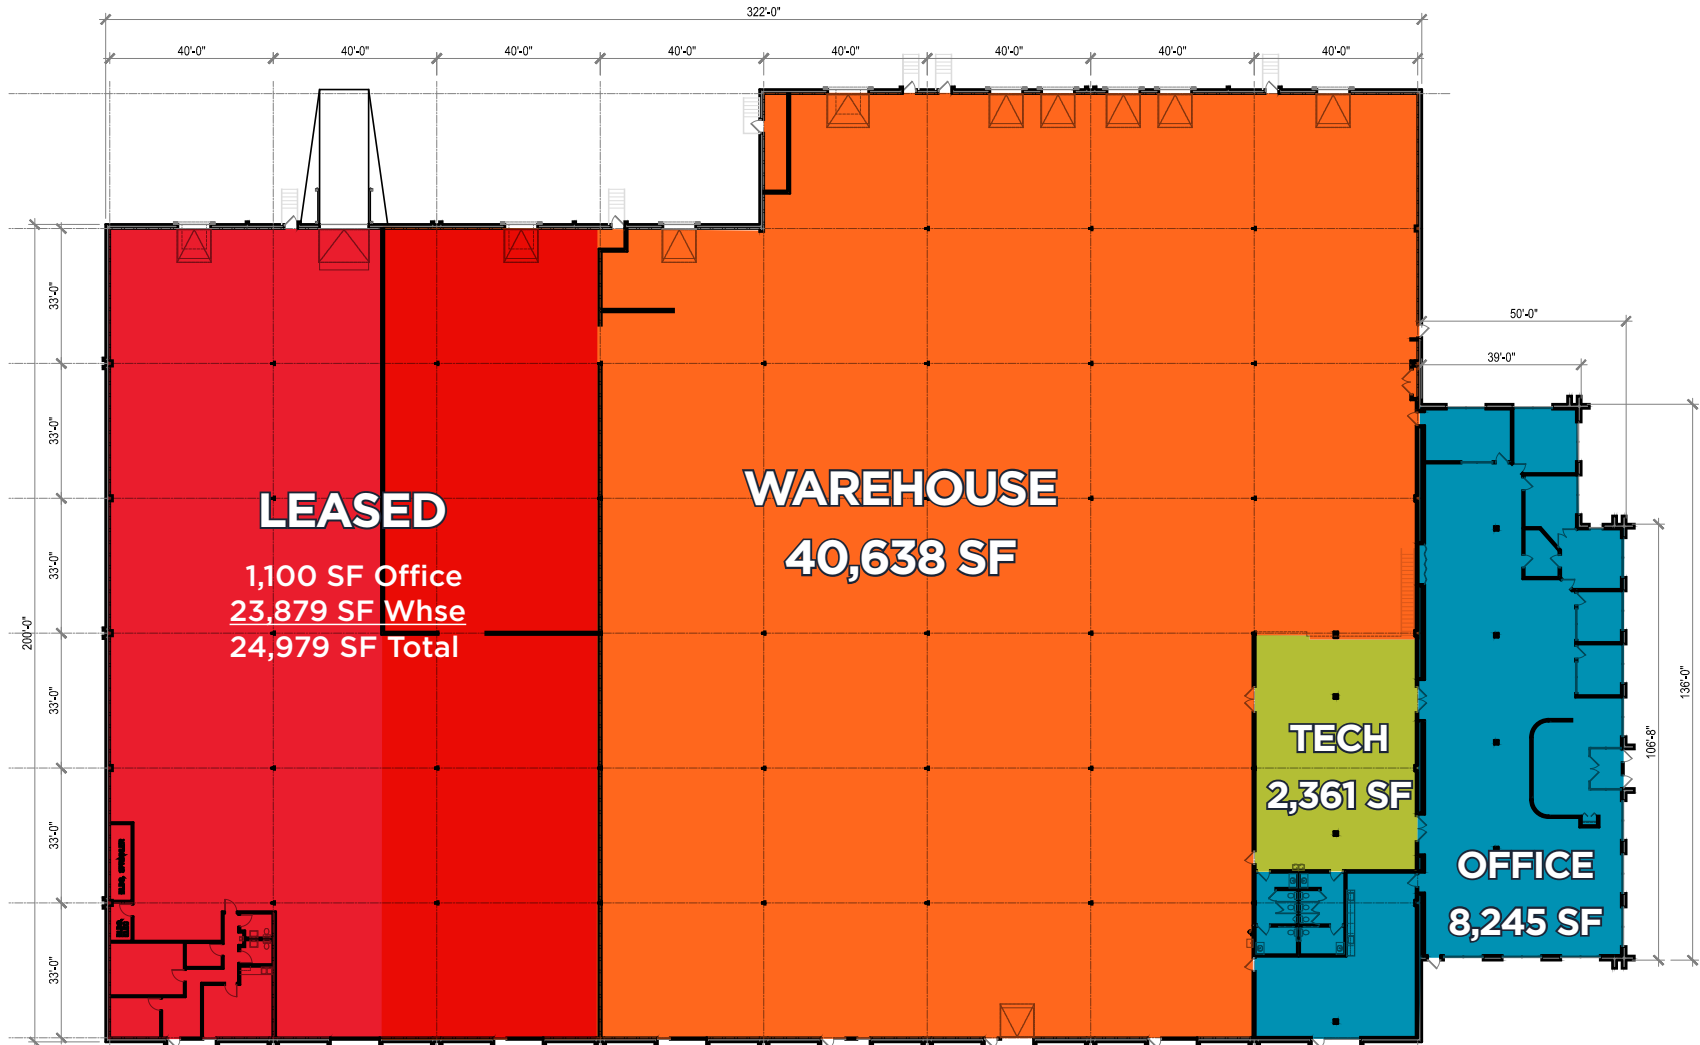 322'-0"
40'-0"
40'-0"
40'-0"
40'-0"
40'-0"
40'-0"
40'-0"
40'-0"
50'-0"
39'-0"
33'-0"
33'-0"
33'-0"
33'-0"
33'-0"
33'-0"
200'-0"
136'-0"
106'-8"
LEASED
1,100 SF Office
23,879 SF Whse
24,979 SF Total
WAREHOUSE
40,638 SF
TECH
2,361 SF
OFFICE
8,245 SF